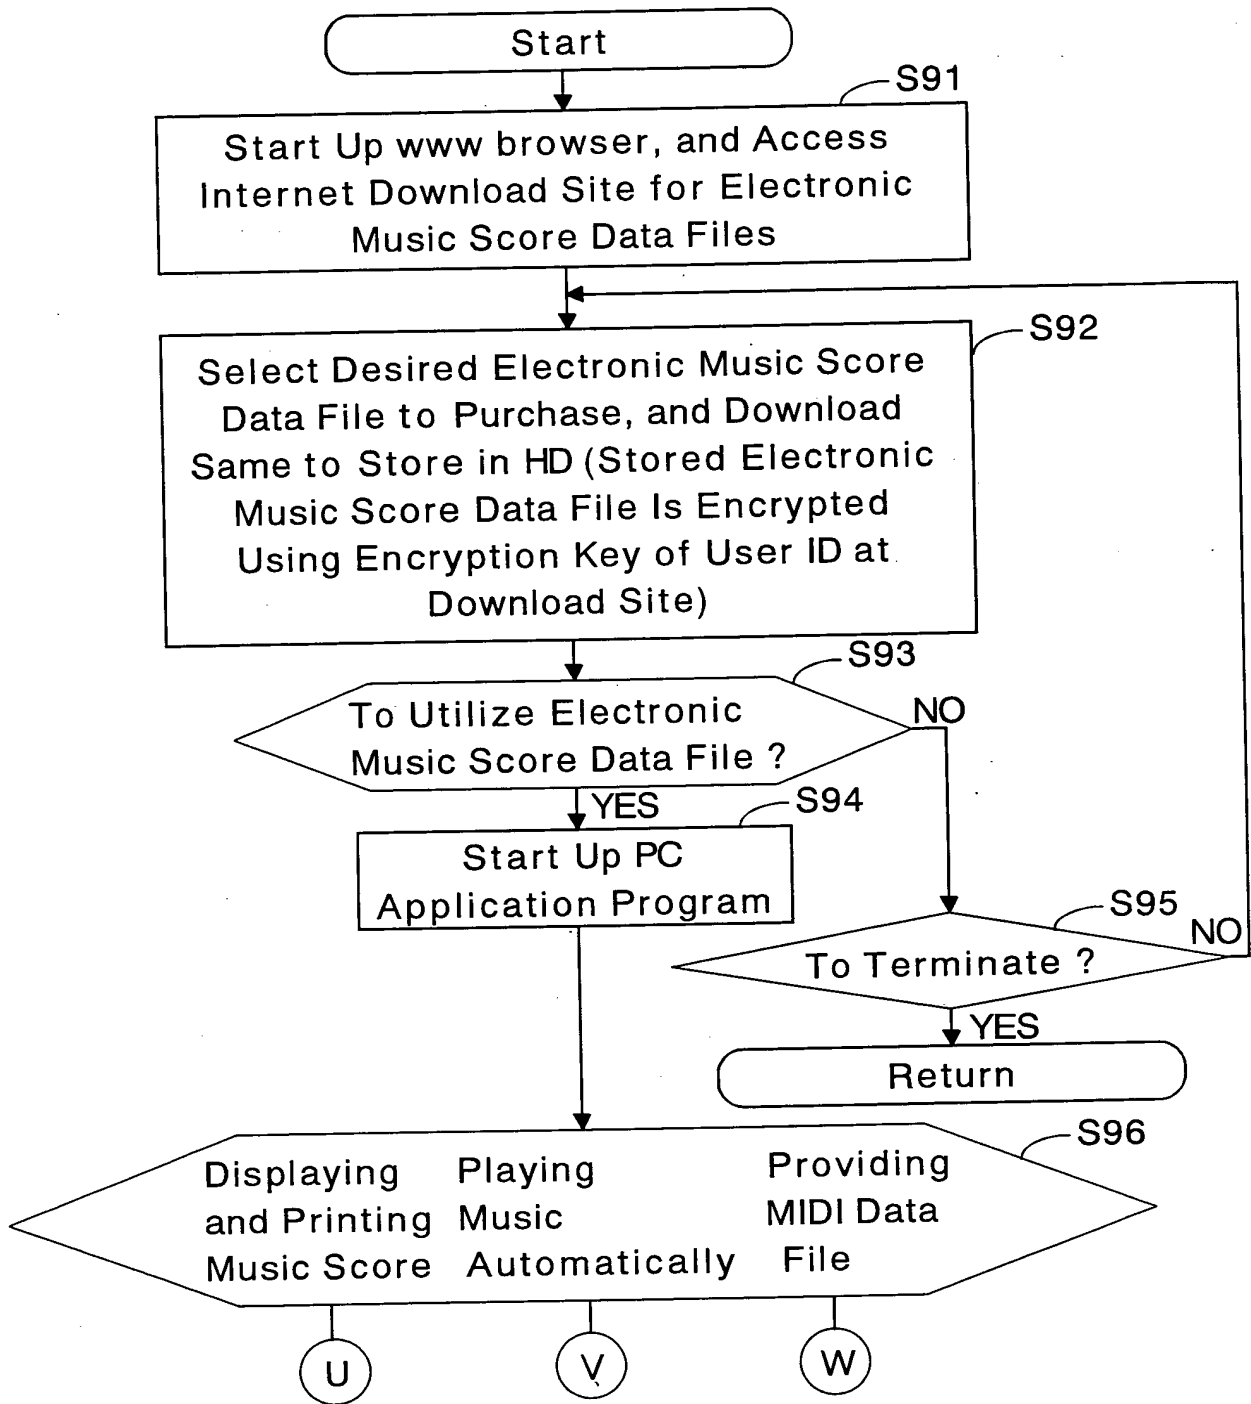 Start
S91
Start Up www browser, and Access
Internet Download Site for Electronic
Music Score Data Files
S92
Select Desired Electronic Music Score
Data File to Purchase, and Download
Same to Store in HD (Stored Electronic
Music Score Data File Is Encrypted
Using Encryption Key of User ID at
Download Site)
S93
To Utilize Electronic
Music Score Data File ?
NO
YES
S94
Start Up PC
Application Program
S95
To Terminate ?
NO
YES
Return
S96
Displaying
and Printing
Music Score
Playing
Music
Automatically
Providing
MIDI Data
File
U
V
W